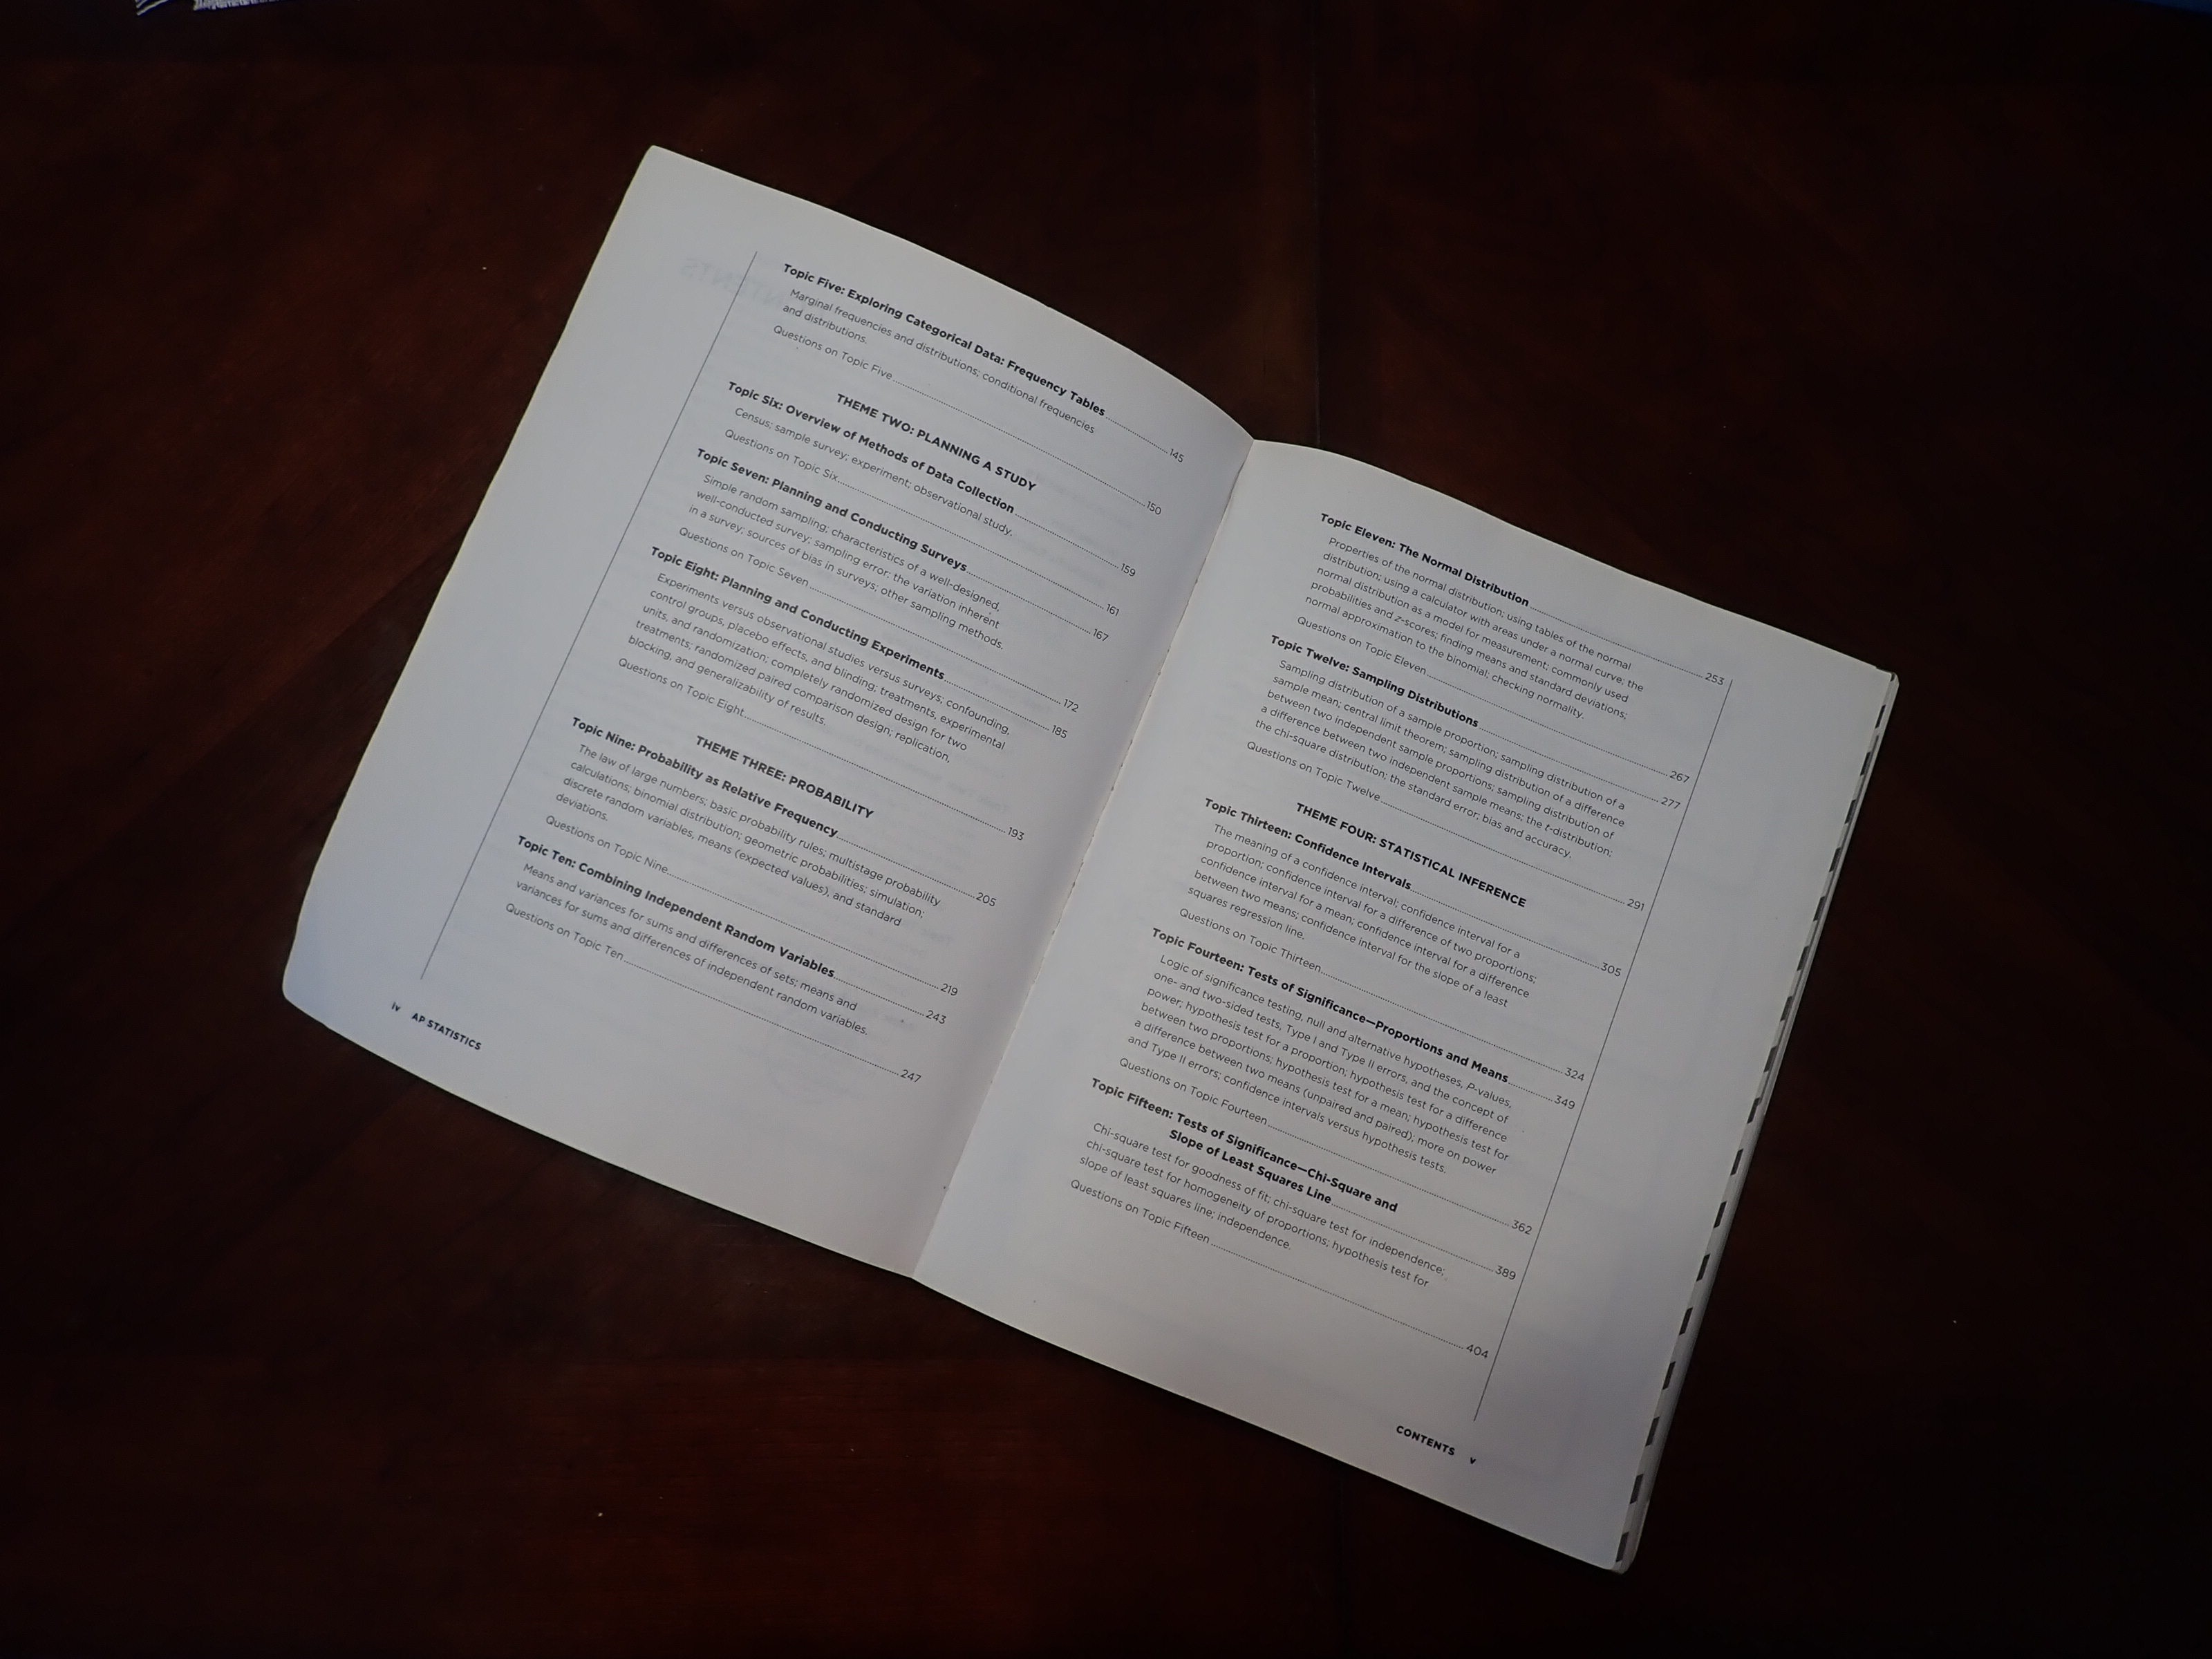 Topic Five: Exploring Categorical Data: Frequency Tables 145
Marginal frequencies and distributions; conditional frequencies
and distributions.
Questions on Topic Five 150
THEME TWO: PLANNING A STUDY
Topic Six: Overview of Methods of Data Collection 159
Census; sample survey; experiment; observational study.
Questions on Topic Six 161
Topic Seven: Planning and Conducting Surveys 167
Simple random sampling; characteristics of a well-designed,
well-conducted survey; sampling error: the variation inherent
in a survey; sources of bias in surveys; other sampling methods.
Questions on Topic Seven 172
Topic Eight: Planning and Conducting Experiments 185
Experiments versus observational studies versus surveys; confounding,
control groups, placebo effects, and blinding; treatments, experimental
units, and randomization; completely randomized design for two
treatments; randomized paired comparison design; replication,
blocking, and generalizability of results.
Questions on Topic Eight 193
THEME THREE: PROBABILITY
Topic Nine: Probability as Relative Frequency 205
The law of large numbers; basic probability rules; multistage probability
calculations; binomial distribution; geometric probabilities; simulation;
discrete random variables, means (expected values), and standard
deviations.
Questions on Topic Nine 219
Topic Ten: Combining Independent Random Variables 243
Means and variances for sums and differences of sets; means and
variances for sums and differences of independent random variables.
Questions on Topic Ten 247
iv AP STATISTICS
Topic Eleven: The Normal Distribution 253
Properties of the normal distribution; using tables of the normal
distribution; using a calculator with areas under a normal curve; the
normal distribution as a model for measurement; commonly used
probabilities and z-scores; finding means and standard deviations;
normal approximation to the binomial; checking normality.
Questions on Topic Eleven 267
Topic Twelve: Sampling Distributions 277
Sampling distribution of a sample proportion; sampling distribution of a
sample mean; central limit theorem; sampling distribution of a difference
between two independent sample proportions; sampling distribution of
a difference between two independent sample means; the t-distribution;
the chi-square distribution; the standard error; bias and accuracy.
Questions on Topic Twelve 291
THEME FOUR: STATISTICAL INFERENCE
Topic Thirteen: Confidence Intervals 305
The meaning of a confidence interval; confidence interval for a
proportion; confidence interval for a difference of two proportions;
confidence interval for a mean; confidence interval for a difference
between two means; confidence interval for the slope of a least
squares regression line.
Questions on Topic Thirteen 324
Topic Fourteen: Tests of Significance—Proportions and Means 349
Logic of significance testing, null and alternative hypotheses, P-values,
one- and two-sided tests, Type I and Type II errors, and the concept of
power; hypothesis test for a proportion; hypothesis test for a difference
between two proportions; hypothesis test for a mean; hypothesis test for
a difference between two means (unpaired and paired); more on power
and Type II errors; confidence intervals versus hypothesis tests.
Questions on Topic Fourteen 362
Topic Fifteen: Tests of Significance—Chi-Square and
Slope of Least Squares Line 389
Chi-square test for goodness of fit; chi-square test for independence;
chi-square test for homogeneity of proportions; hypothesis test for
slope of least squares line; independence.
Questions on Topic Fifteen 404
CONTENTS v